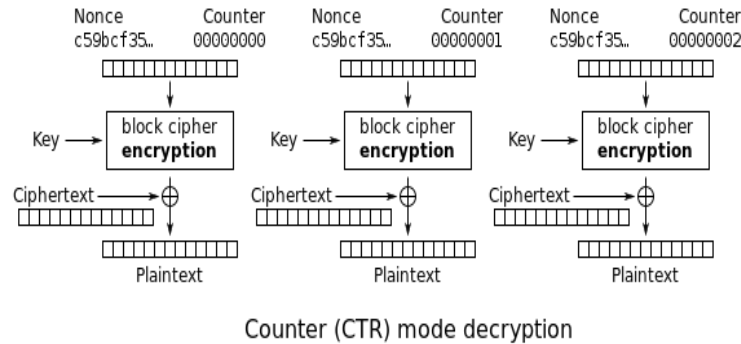 Nonce Counter Nonce Counter Nonce Counter
c59bcf35… 00000000 c59bcf35… 00000001 c59bcf35… 00000002
Key block cipher encryption Key block cipher encryption Key block cipher encryption
Ciphertext Ciphertext Ciphertext
Plaintext Plaintext Plaintext
Counter (CTR) mode decryption